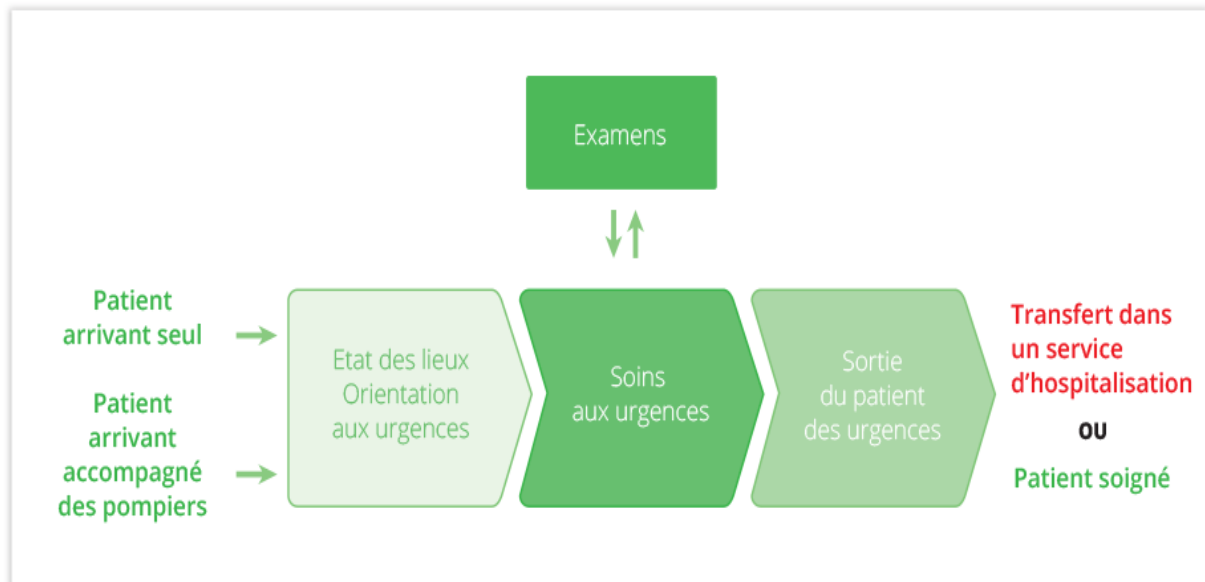 Examens
Patient
arrivant seul
Patient
arrivant
accompagné
des pompiers
Etat des lieux
Orientation
aux urgences
Soins
aux urgences
Sortie
du patient
des urgences
Transfert dans
un service
d’hospitalisation
ou
Patient soigné